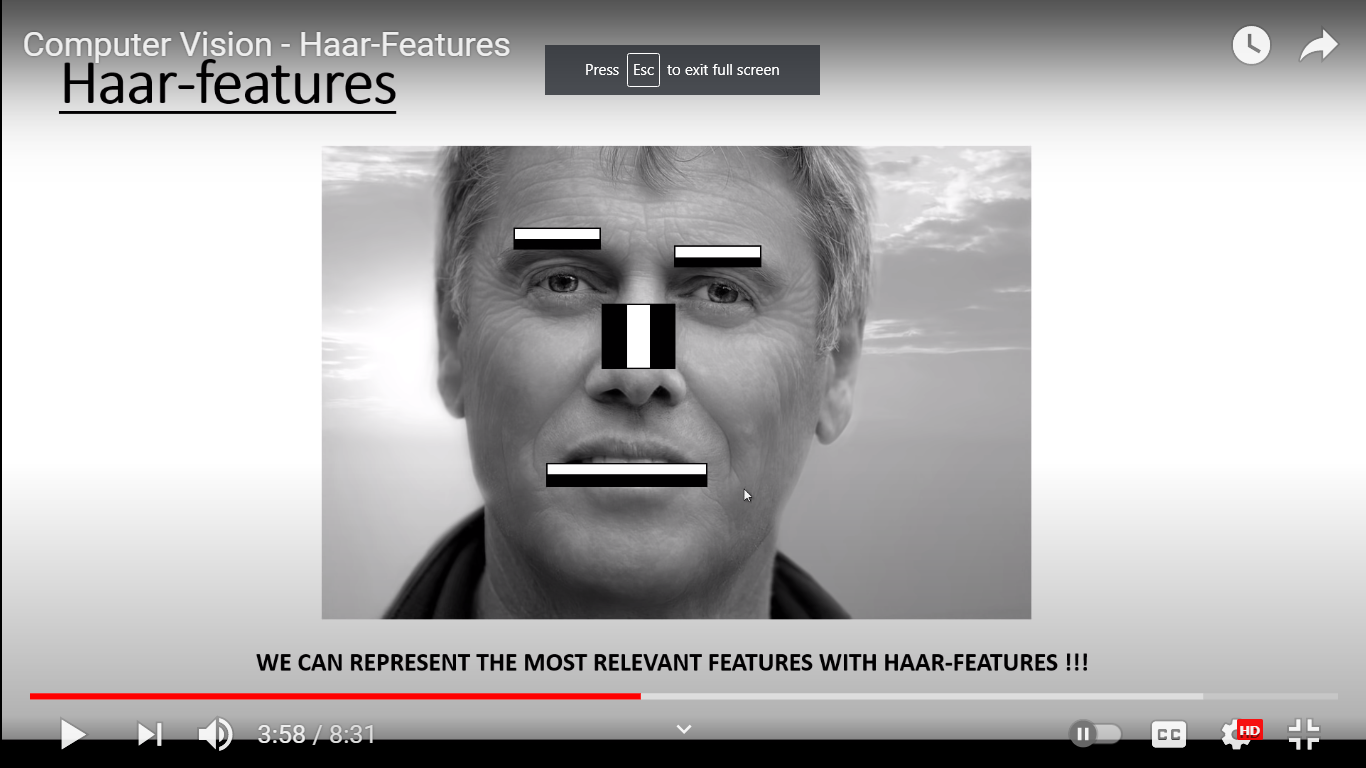 Computer Vision - Haar-Features
Press Esc to exit full screen
Haar-features
WE CAN REPRESENT THE MOST RELEVANT FEATURES WITH HAAR-FEATURES !!!
3:58 / 8:31
CC
HD